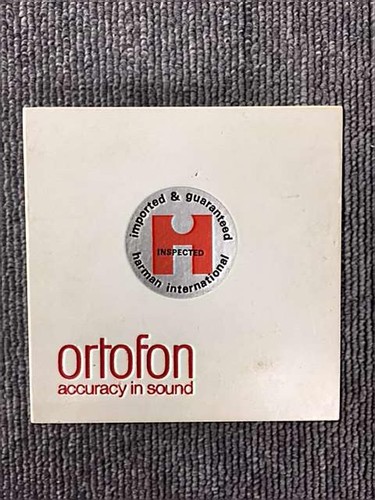 imported & guaranteed
H
INSPECTED
harman international
ortofon
accuracy in sound